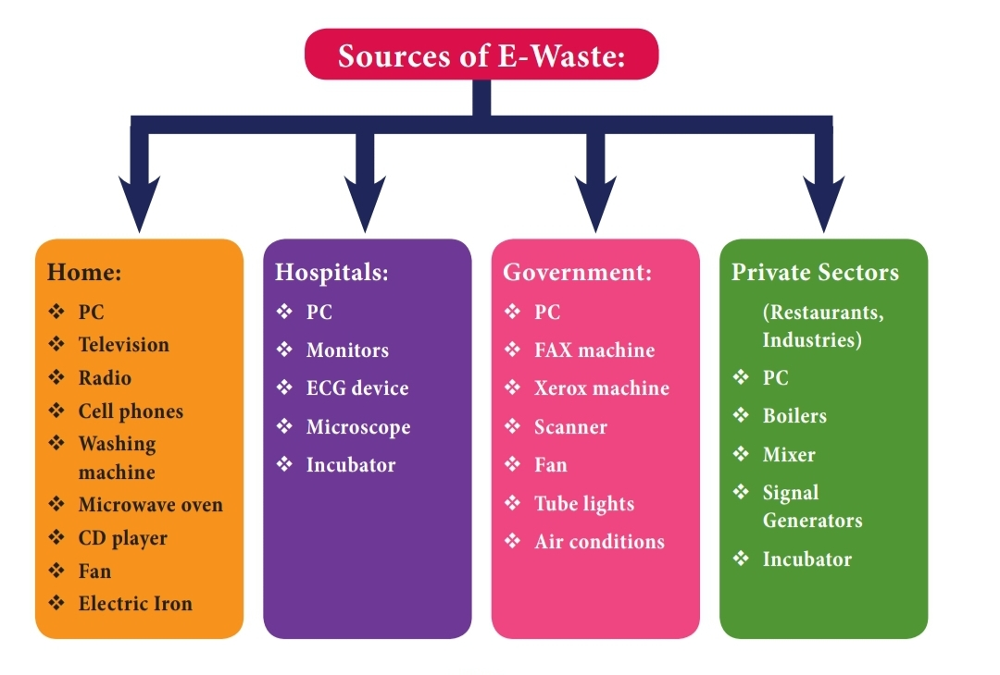 Sources of E-Waste:
Home:
❖ PC
❖ Television
❖ Radio
❖ Cell phones
❖ Washing
machine
❖ Microwave oven
❖ CD player
❖ Fan
❖ Electric Iron
Hospitals:
❖ PC
❖ Monitors
❖ ECG device
❖ Microscope
❖ Incubator
Government:
❖ PC
❖ FAX machine
❖ Xerox machine
❖ Scanner
❖ Fan
❖ Tube lights
❖ Air conditions
Private Sectors
(Restaurants,
Industries)
❖ PC
❖ Boilers
❖ Mixer
❖ Signal
Generators
❖ Incubator